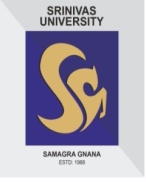 SRINIVAS
UNIVERSITY
SAMAGRA GNANA
ESTD: 1988